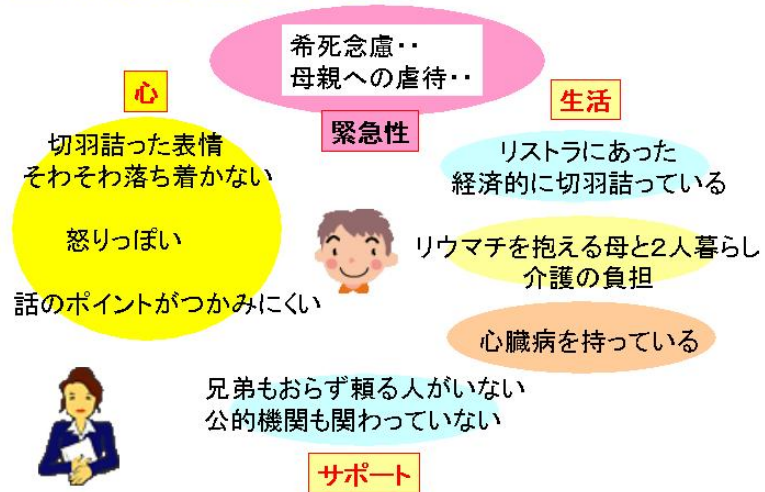 希死念慮・・
母親への虐待・・
緊急性
心
切羽詰った表情
そわそわ落ち着かない
怒りっぽい
話のポイントがつかみにくい
生活
リストラにあった
経済的に切羽詰っている
リウマチを抱える母と２人暮らし
介護の負担
心臓病を持っている
兄弟もおらず頼る人がいない
公的機関も関わっていない
サポート